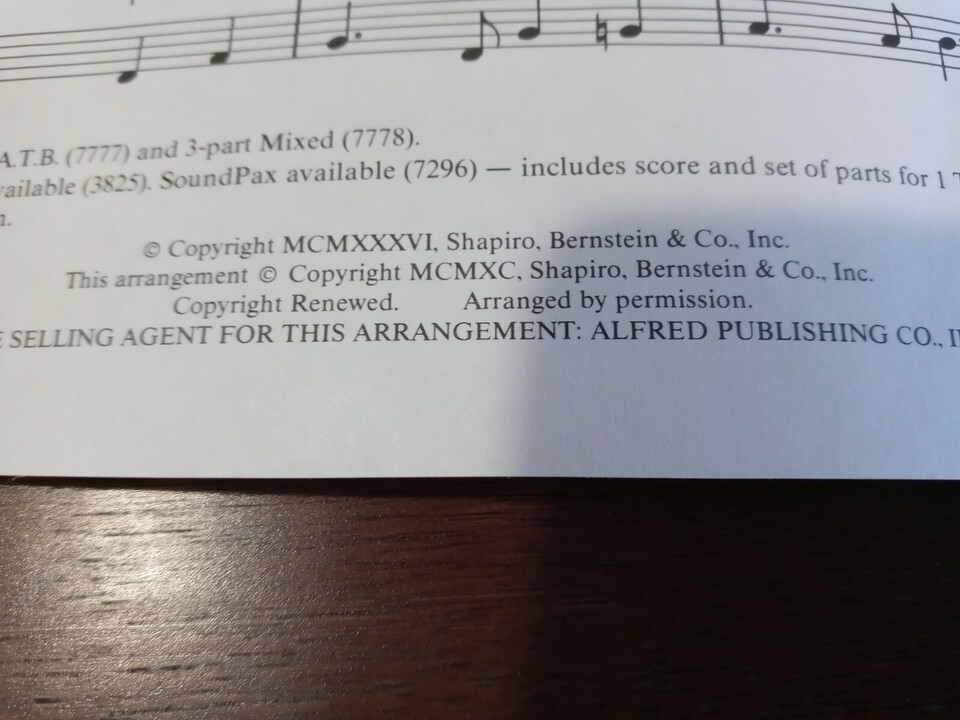 A.T.B. (7777) and 3-part Mixed (7778).
vailable (3825). SoundPax available (7296) — includes score and set of parts for 1
n.
© Copyright MCMXXXVI, Shapiro, Bernstein & Co., Inc.
This arrangement © Copyright MCMXC, Shapiro, Bernstein & Co., Inc.
Copyright Renewed. Arranged by permission.
E SELLING AGENT FOR THIS ARRANGEMENT: ALFRED PUBLISHING CO., I